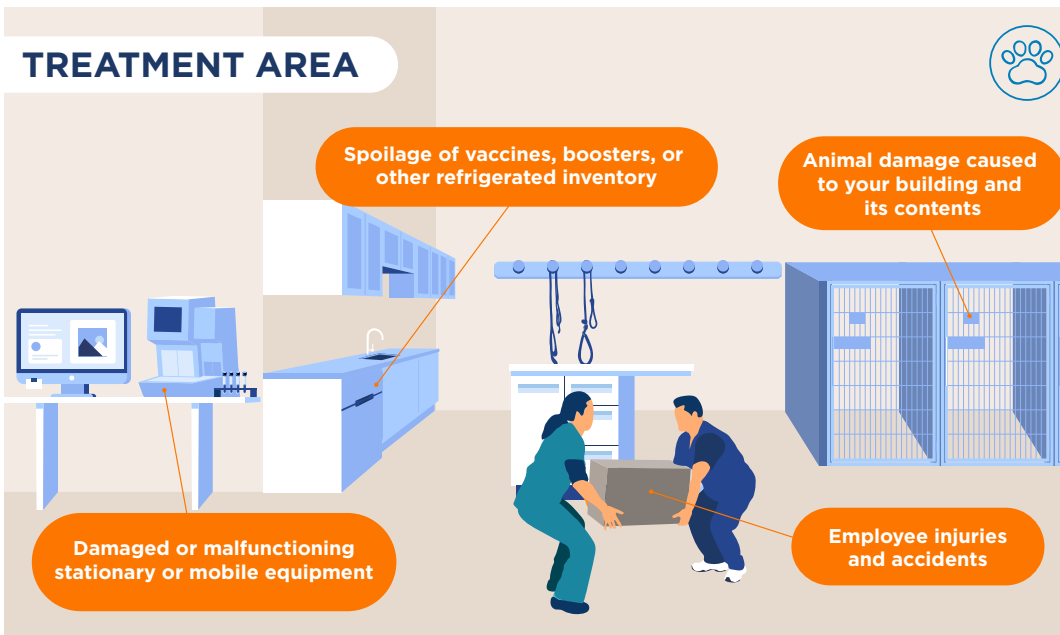 TREATMENT AREA
Spoilage of vaccines, boosters, or
other refrigerated inventory
Animal damage caused
to your building and
its contents
Damaged or malfunctioning
stationary or mobile equipment
Employee injuries
and accidents